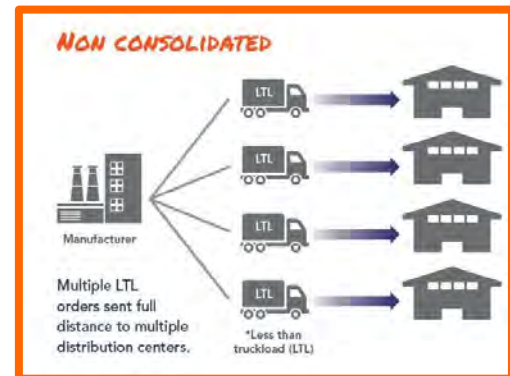 NON CONSOLIDATED
LTL
LTL
LTL
LTL
Manufacturer
Multiple LTL
orders sent full
distance to multiple
distribution centers.
*Less than
truckload (LTL)